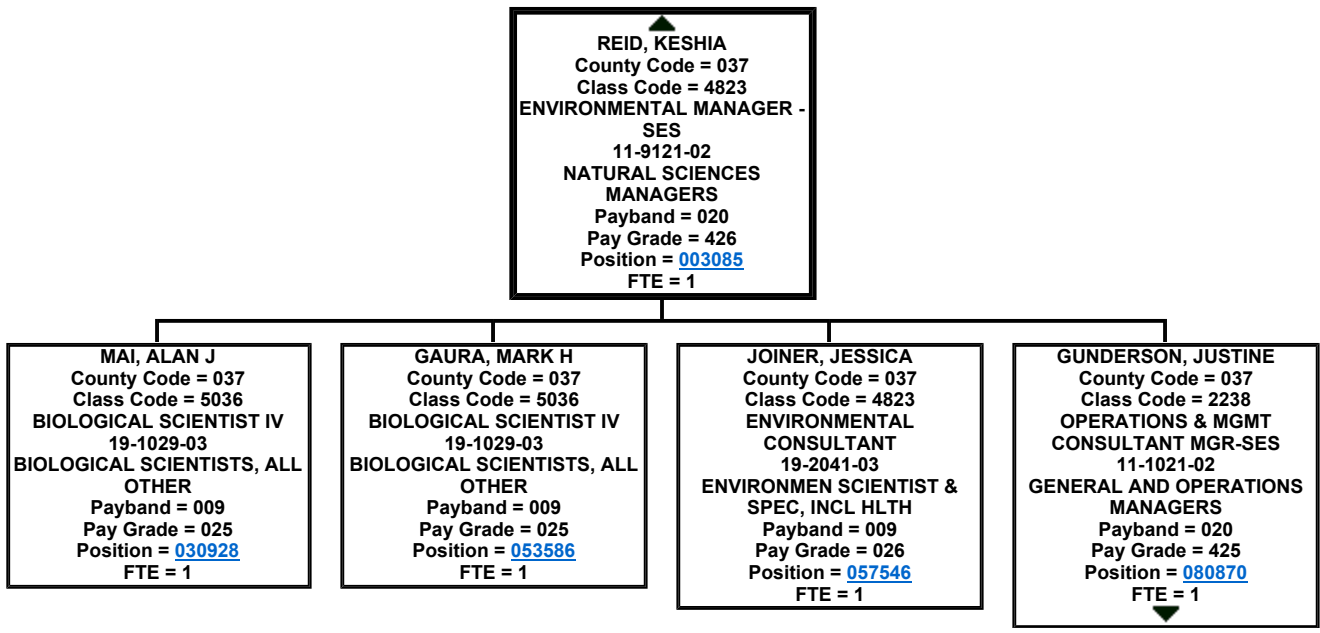 REID, KESHIA
County Code = 037
Class Code = 4823
ENVIRONMENTAL MANAGER -
SES
11-9121-02
NATURAL SCIENCES
MANAGERS
Payband = 020
Pay Grade = 426
Position = 003085
FTE = 1
MAI, ALAN J
County Code = 037
Class Code = 5036
BIOLOGICAL SCIENTIST IV
19-1029-03
BIOLOGICAL SCIENTISTS, ALL
OTHER
Payband = 009
Pay Grade = 025
Position = 030928
FTE = 1
GAURA, MARK H
County Code = 037
Class Code = 5036
BIOLOGICAL SCIENTIST IV
19-1029-03
BIOLOGICAL SCIENTISTS, ALL
OTHER
Payband = 009
Pay Grade = 025
Position = 053586
FTE = 1
JOINER, JESSICA
County Code = 037
Class Code = 4823
ENVIRONMENTAL
CONSULTANT
19-2041-03
ENVIRONMEN SCIENTIST &
SPEC, INCL HLTH
Payband = 009
Pay Grade = 026
Position = 057546
FTE = 1
GUNDERSON, JUSTINE
County Code = 037
Class Code = 2238
OPERATIONS & MGMT
CONSULTANT MGR-SES
11-1021-02
GENERAL AND OPERATIONS
MANAGERS
Payband = 020
Pay Grade = 425
Position = 080870
FTE = 1